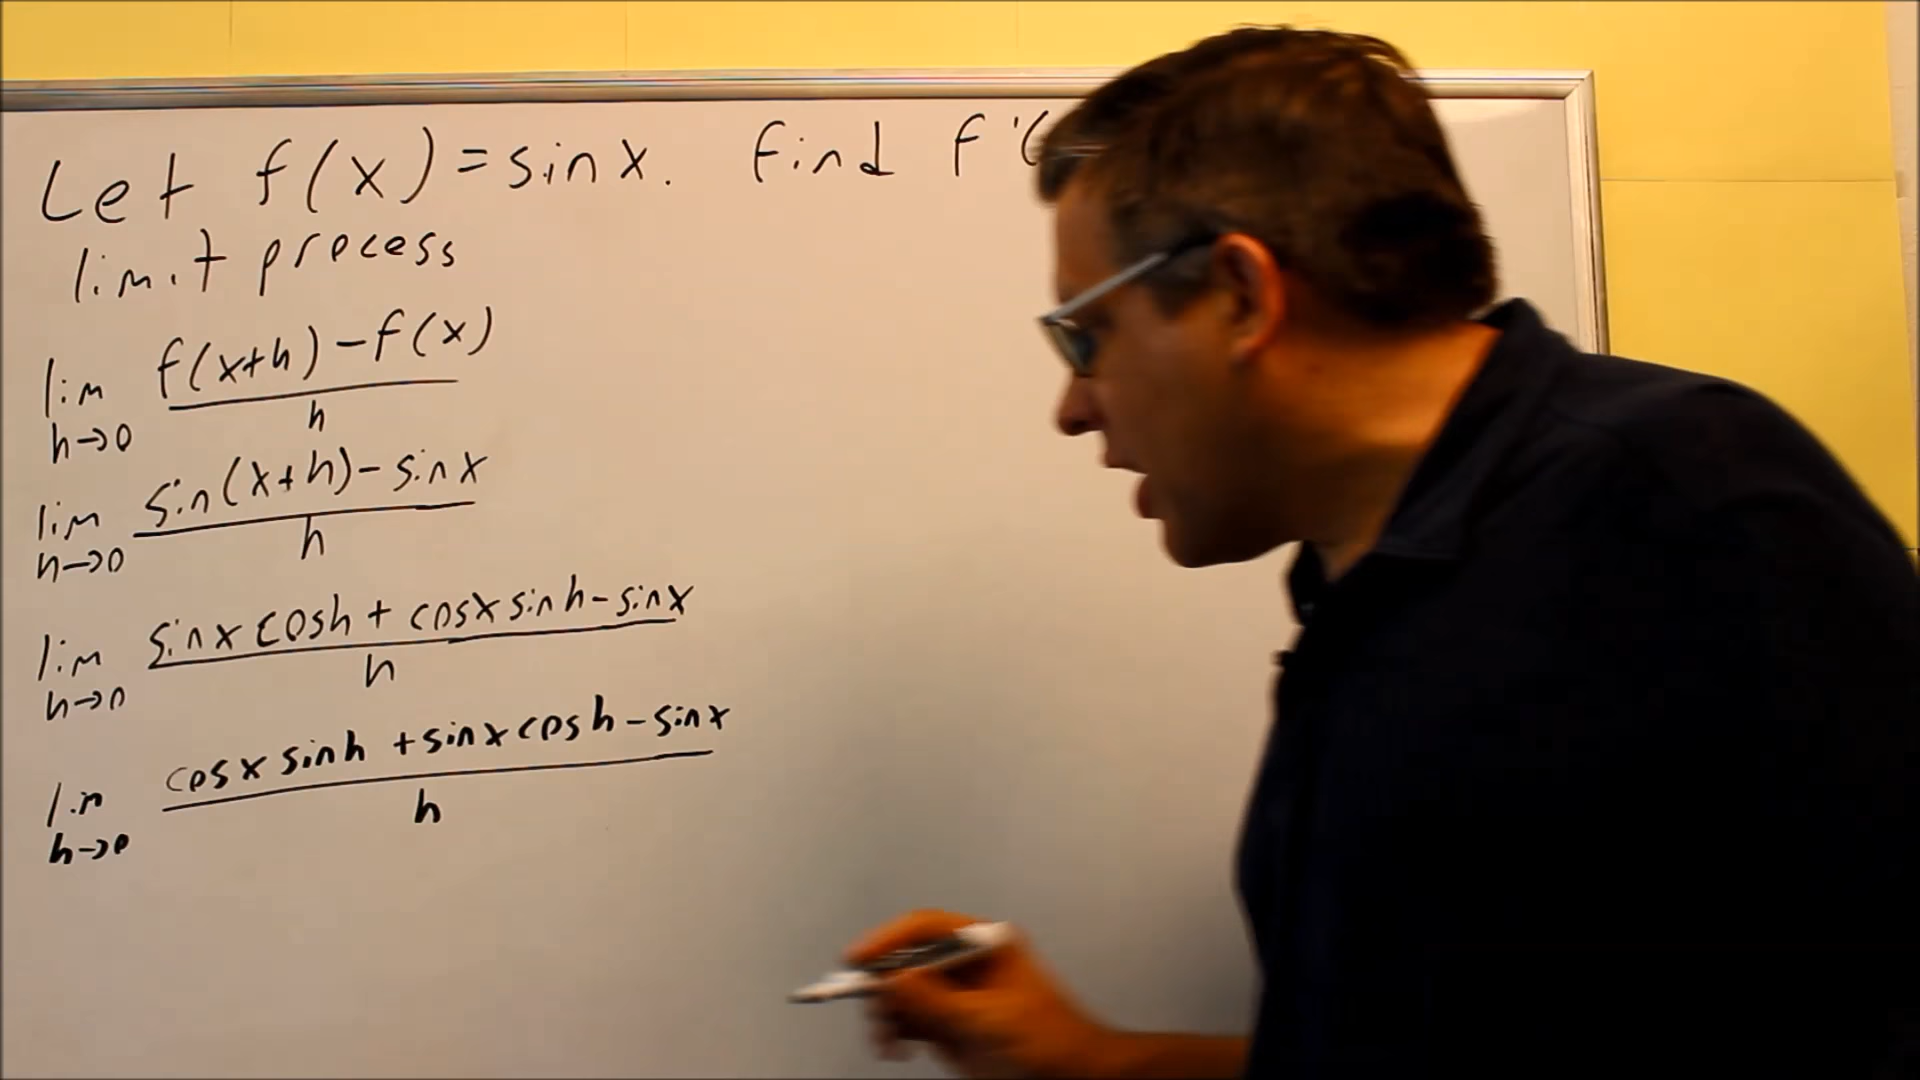 Let f(x) = sin x. Find f '(
limit process
lim h→0 f(x+h) - f(x) / h
lim h→0 sin(x+h) - sin x / h
lim h→0 sin x cos h + cos x sin h - sin x / h
lim h→0 cos x sin h + sin x cos h - sin x / h